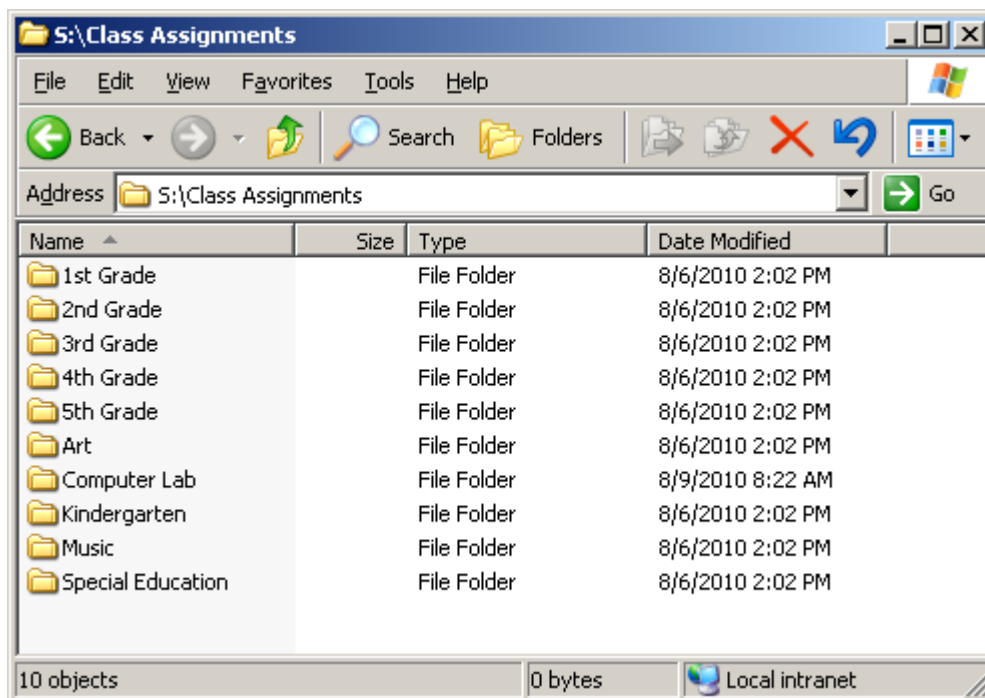 S:\Class Assignments
File Edit View Favorites Tools Help
Back Search Folders
Address S:\Class Assignments Go
Name Size Type Date Modified
1st Grade File Folder 8/6/2010 2:02 PM
2nd Grade File Folder 8/6/2010 2:02 PM
3rd Grade File Folder 8/6/2010 2:02 PM
4th Grade File Folder 8/6/2010 2:02 PM
5th Grade File Folder 8/6/2010 2:02 PM
Art File Folder 8/6/2010 2:02 PM
Computer Lab File Folder 8/9/2010 8:22 AM
Kindergarten File Folder 8/6/2010 2:02 PM
Music File Folder 8/6/2010 2:02 PM
Special Education File Folder 8/6/2010 2:02 PM
10 objects 0 bytes Local intranet